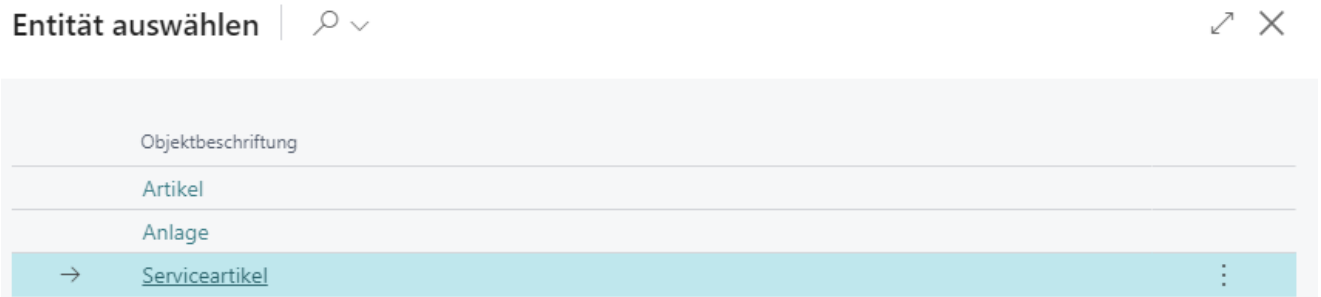 Entität auswählen
Objektbeschriftung
Artikel
Anlage
Serviceartikel